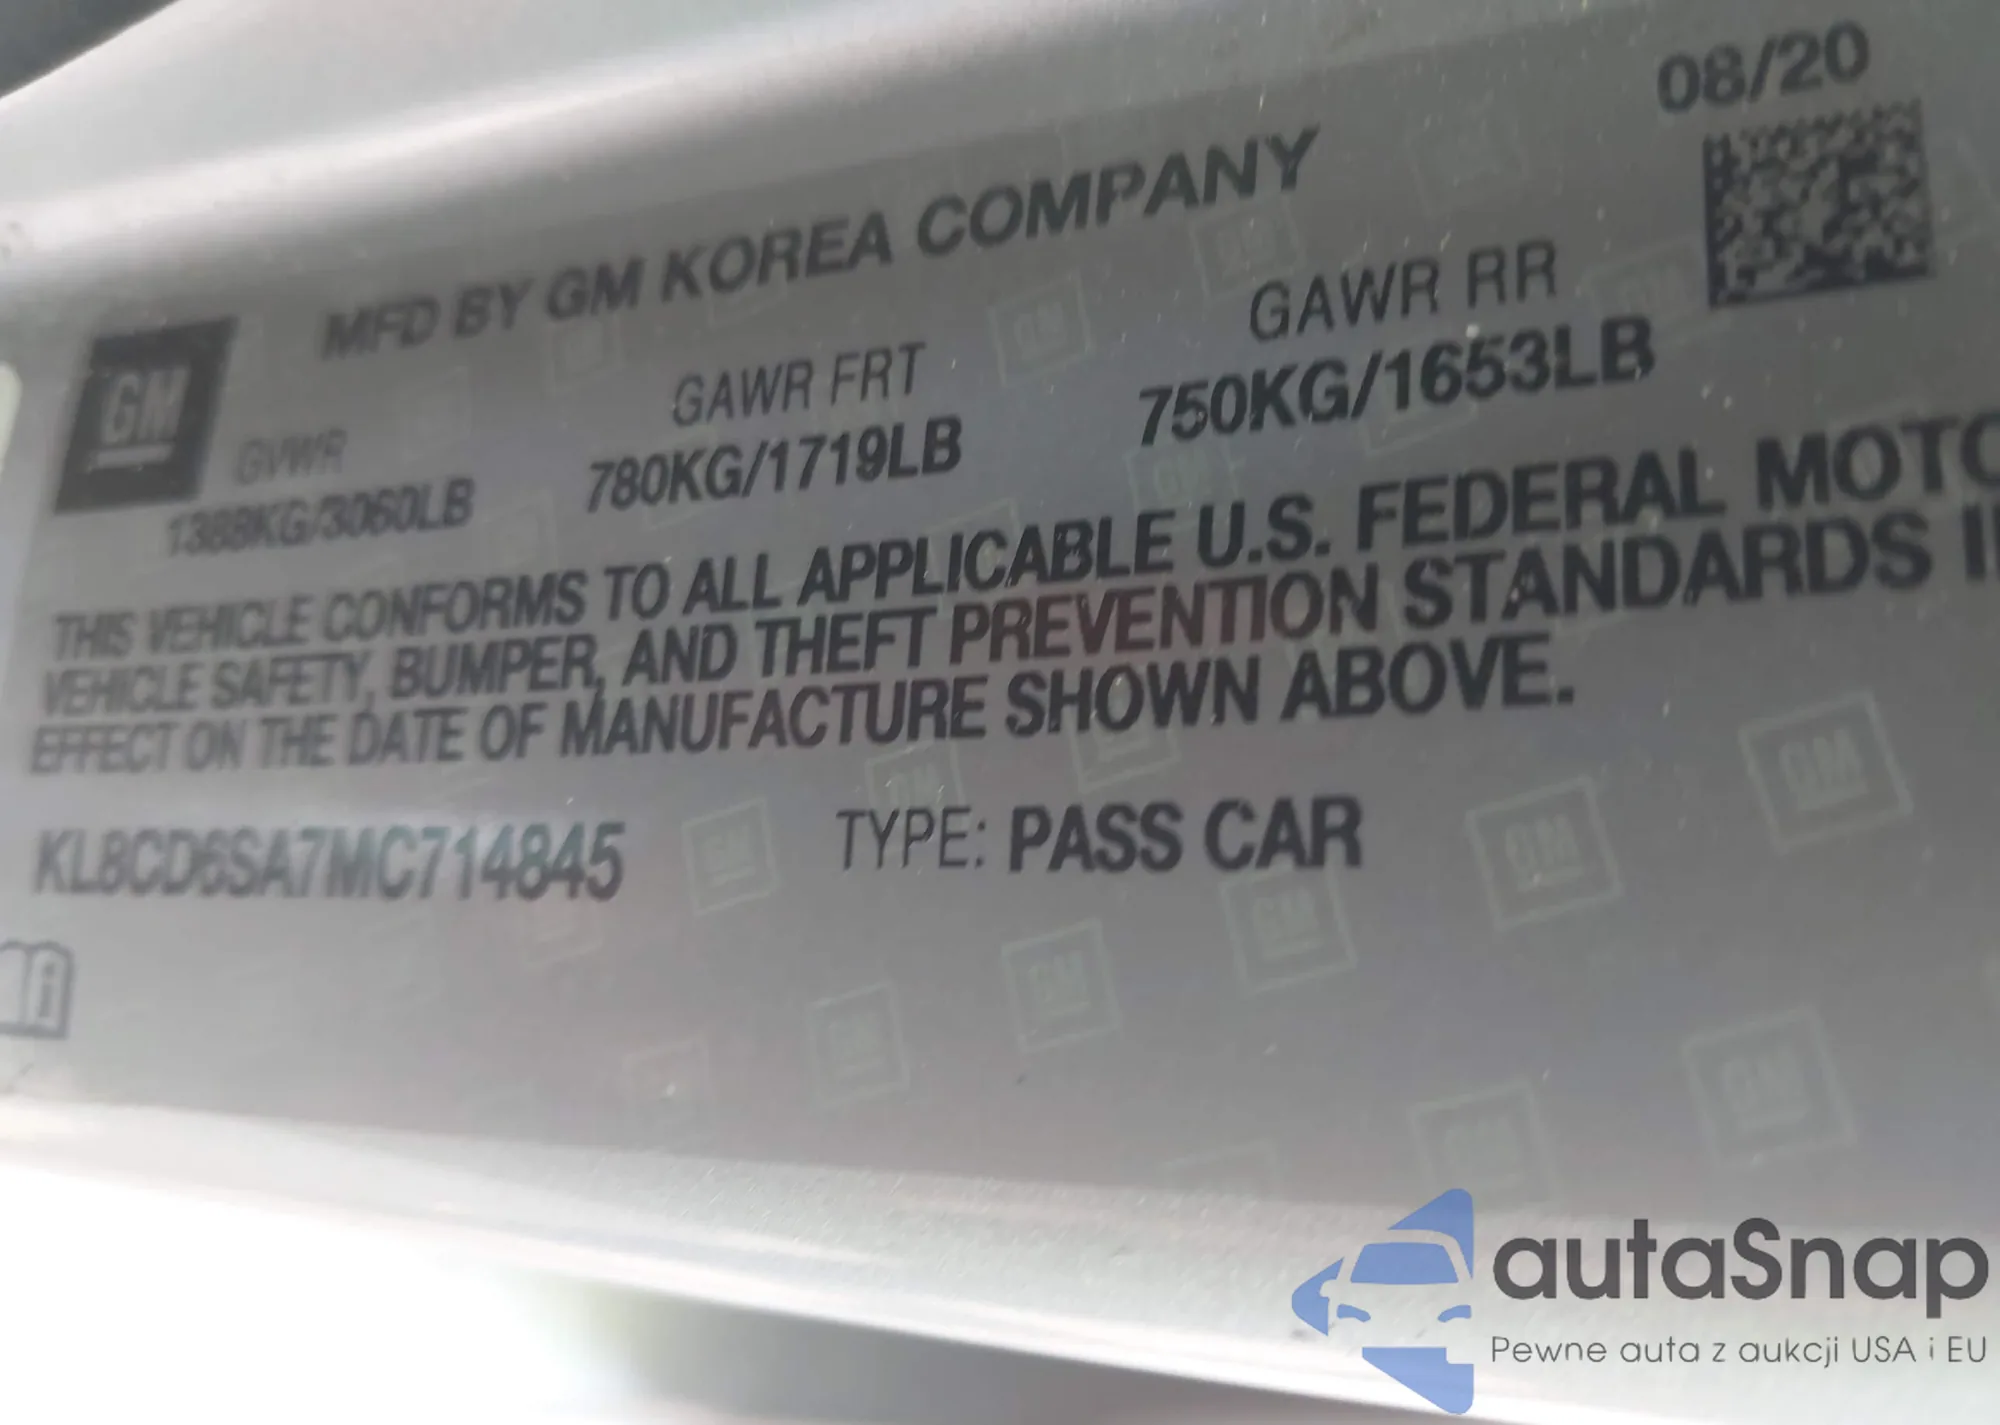 08/20
MFD BY GM KOREA COMPANY
GM
GVWR GAWR FRT GAWR RR
1388KG/3060LB 780KG/1719LB 750KG/1653LB
THIS VEHICLE CONFORMS TO ALL APPLICABLE U.S. FEDERAL MOTO
VEHICLE SAFETY, BUMPER, AND THEFT PREVENTION STANDARDS I
EFFECT ON THE DATE OF MANUFACTURE SHOWN ABOVE.
KL8CD6SA7MC714845 TYPE: PASS CAR
autaSnap
Pewne auta z aukcji USA i EU